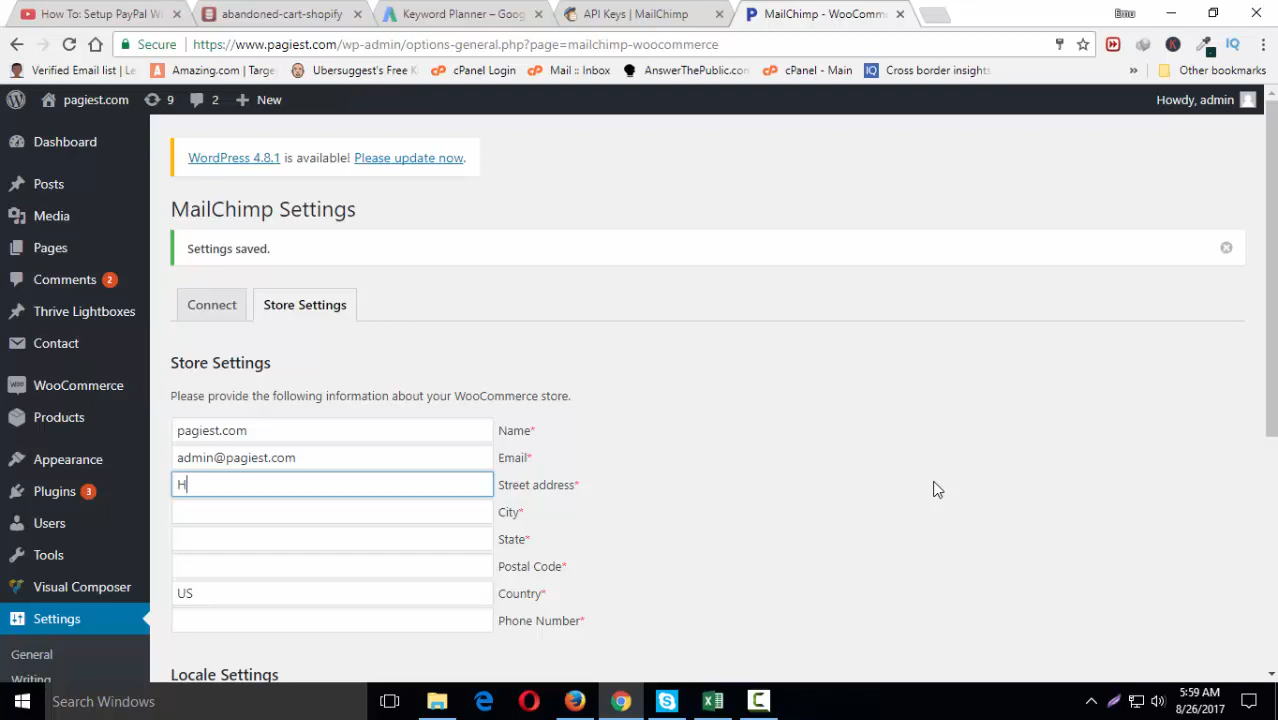 How To: Setup PayPal W
abandoned-cart-shopify
Keyword Planner – Goog
API Keys | MailChimp
MailChimp - WooComm
Emu
Secure
https://www.pagiest.com/wp-admin/options-general.php?page=mailchimp-woocommerce
IQ
Verified Email list | Le
Amazing.com | Targe
Ubersuggest's Free K
cPanel Login
Mail :: Inbox
AnswerThePublic.com
cPanel - Main
Cross border insights
Other bookmarks
pagiest.com
9
2
New
Howdy, admin
Dashboard
Posts
Media
Pages
Comments 2
Thrive Lightboxes
Contact
WooCommerce
Products
Appearance
Plugins 3
Users
Tools
Visual Composer
Settings
General
Writing
WordPress 4.8.1 is available! Please update now.
MailChimp Settings
Settings saved.
Connect
Store Settings
Store Settings
Please provide the following information about your WooCommerce store.
pagiest.com Name*
admin@pagiest.com Email*
H Street address*
City*
State*
Postal Code*
US Country*
Phone Number*
Locale Settings
Search Windows
5:59 AM
8/26/2017